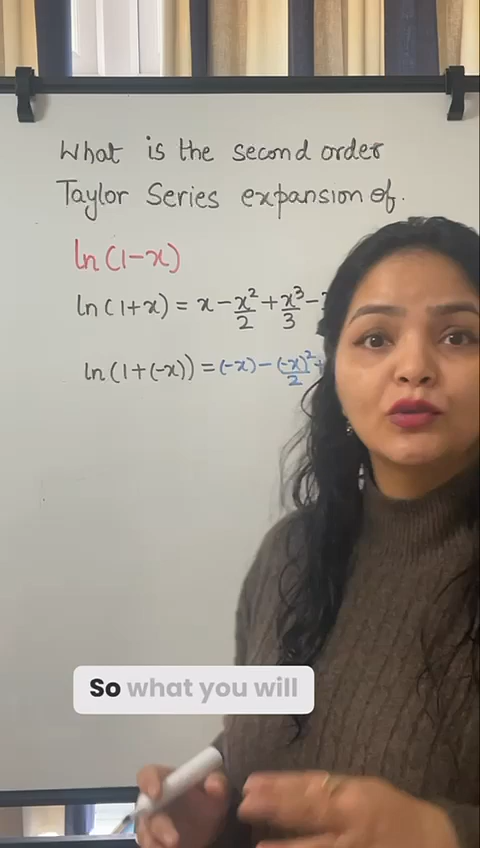 What is the second order
Taylor Series expansion of.
ln(1-x)
ln(1+x) = x - x²/2 + x³/3 -
ln(1+(-x)) = (-x) - (-x)²/2 +
So what you will